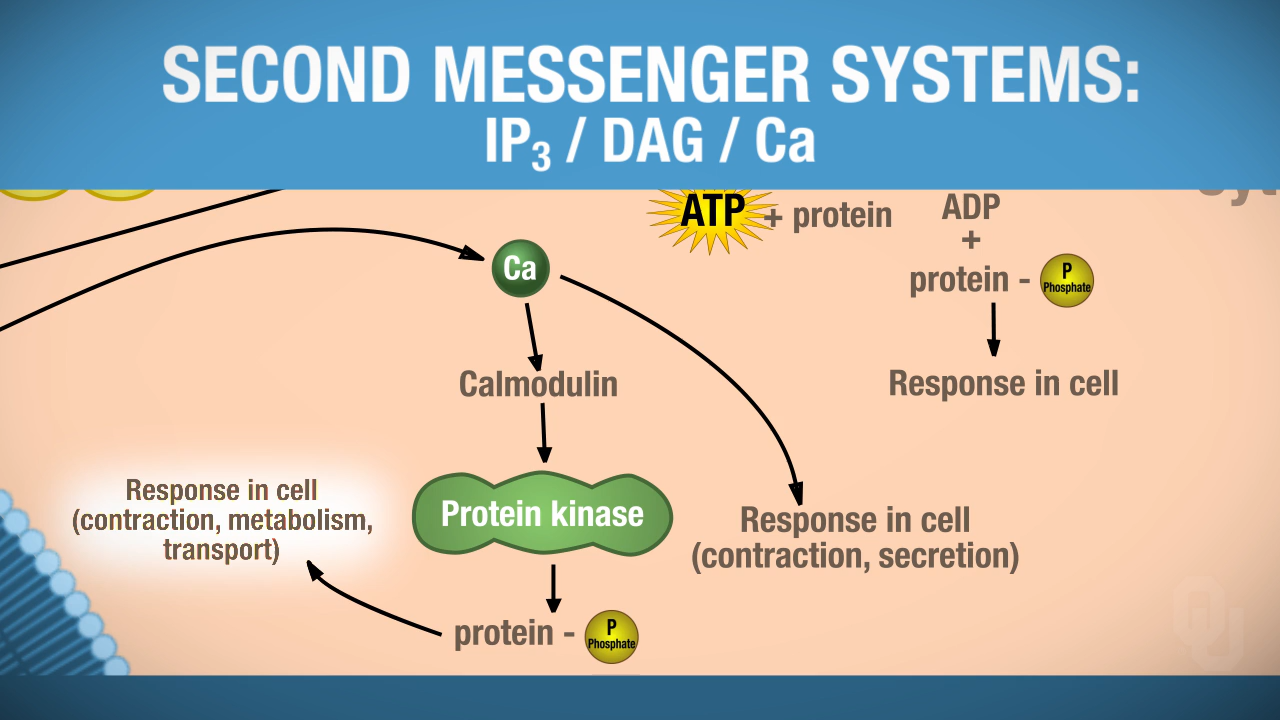 SECOND MESSENGER SYSTEMS:
IP₃ / DAG / Ca
ATP + protein
ADP
+
protein - P
Phosphate
Response in cell
Ca
Calmodulin
Protein kinase
protein - P
Phosphate
Response in cell
(contraction, metabolism,
transport)
Response in cell
(contraction, secretion)
OU